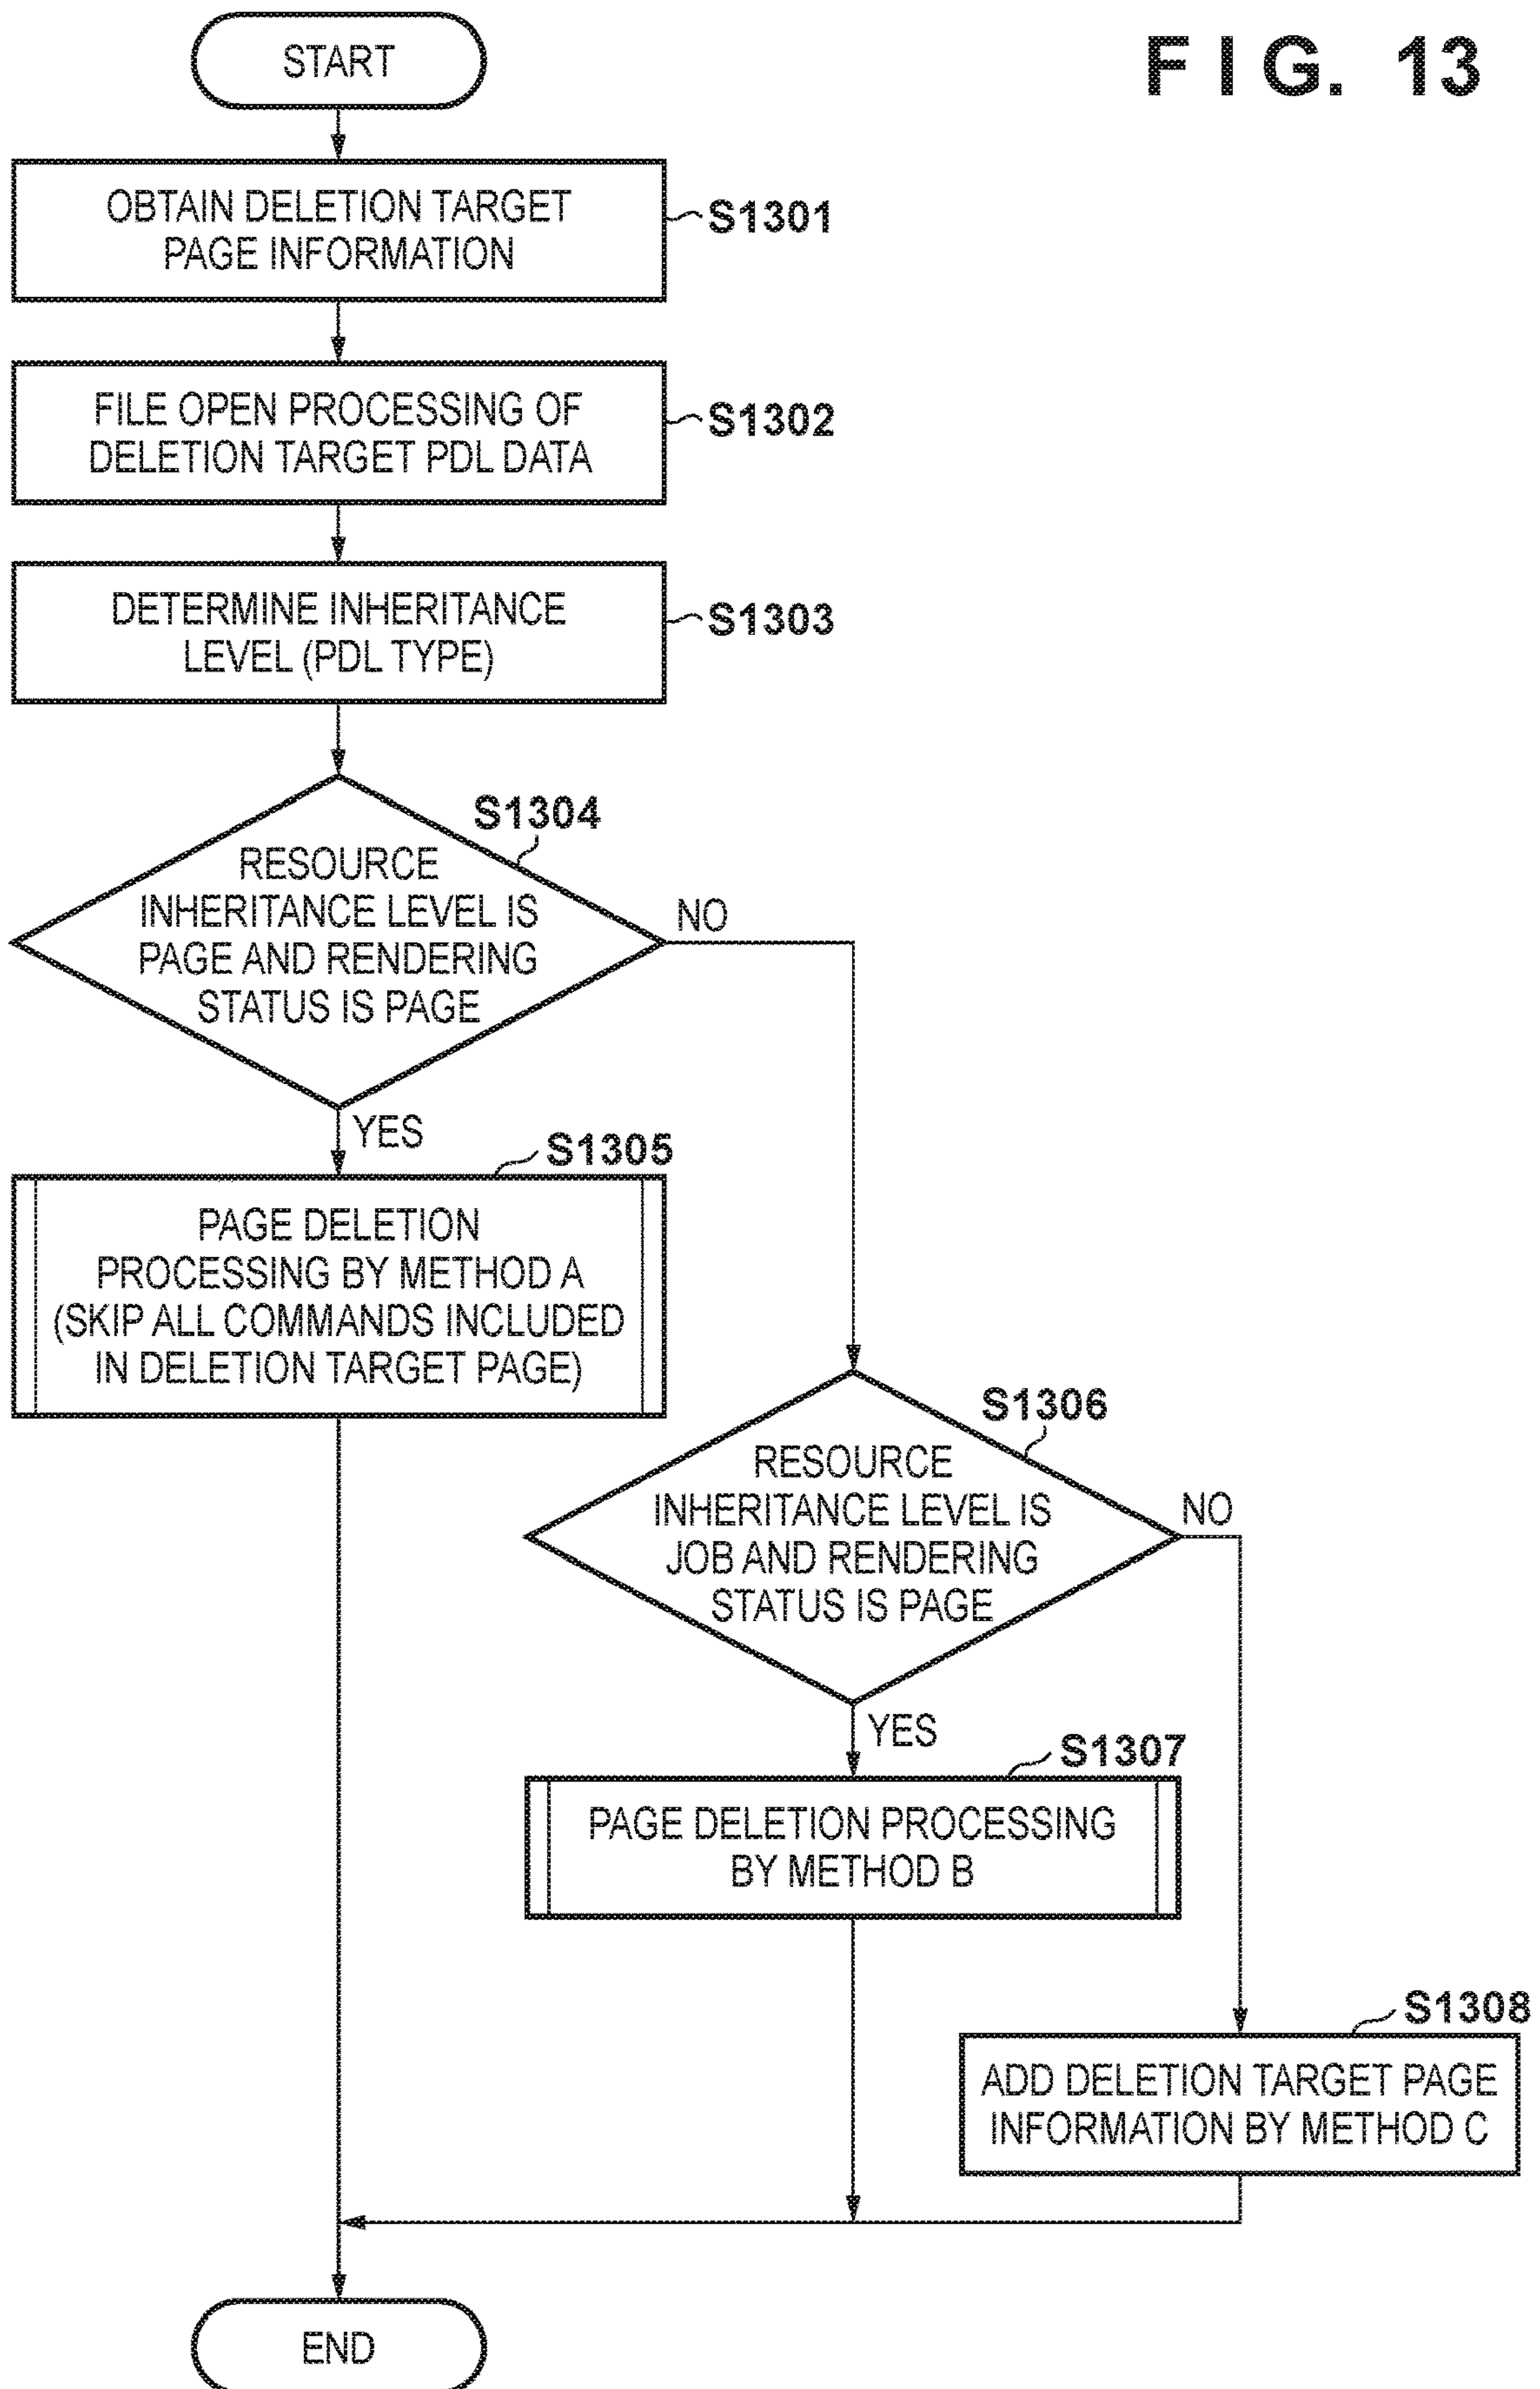 FIG. 13
START
OBTAIN DELETION TARGET
PAGE INFORMATION
S1301
FILE OPEN PROCESSING OF
DELETION TARGET PDL DATA
S1302
DETERMINE INHERITANCE
LEVEL (PDL TYPE)
S1303
S1304
RESOURCE
INHERITANCE LEVEL IS
PAGE AND RENDERING
STATUS IS PAGE
NO
YES
S1305
PAGE DELETION
PROCESSING BY METHOD A
(SKIP ALL COMMANDS INCLUDED
IN DELETION TARGET PAGE)
S1306
RESOURCE
INHERITANCE LEVEL IS
JOB AND RENDERING
STATUS IS PAGE
NO
YES
S1307
PAGE DELETION PROCESSING
BY METHOD B
S1308
ADD DELETION TARGET PAGE
INFORMATION BY METHOD C
END